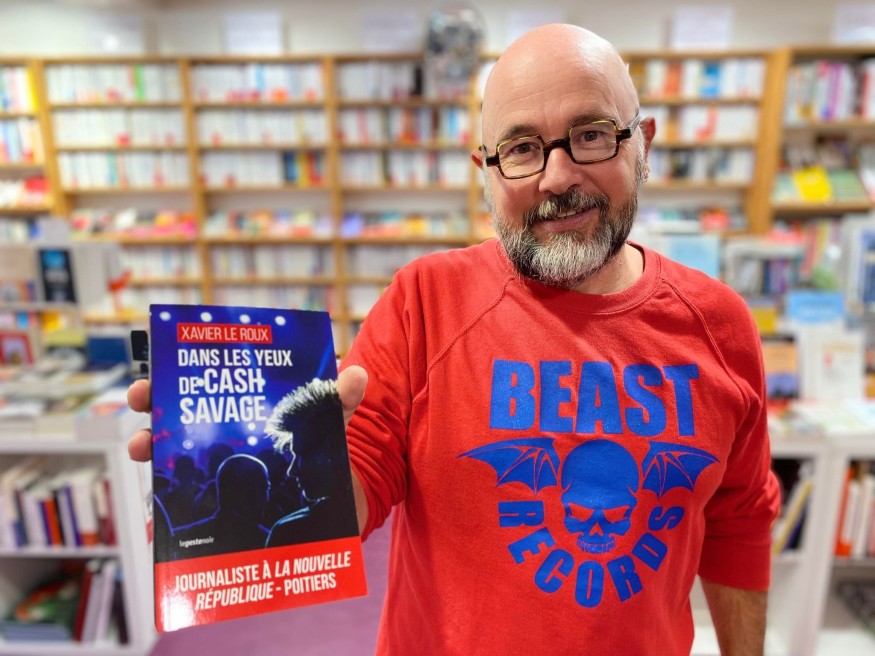 XAVIER LE ROUX
DANS LES YEUX
DE CASH
SAVAGE
legestenoir
JOURNALISTE À LA NOUVELLE
RÉPUBLIQUE - POITIERS
BEAST
RECORDS